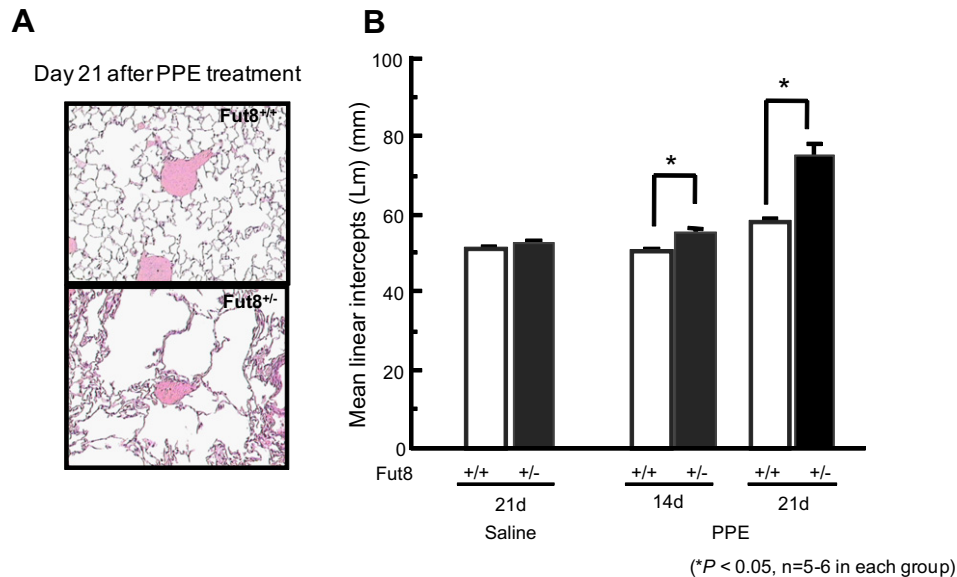 A
Day 21 after PPE treatment
Fut8+/+
Fut8+/-
B
Mean linear intercepts (Lm) (mm)
100
80
60
40
20
0
*
*
Fut8 +/+ +/- +/+ +/- +/+ +/-
21d 14d 21d
Saline PPE
(*P < 0.05, n=5-6 in each group)